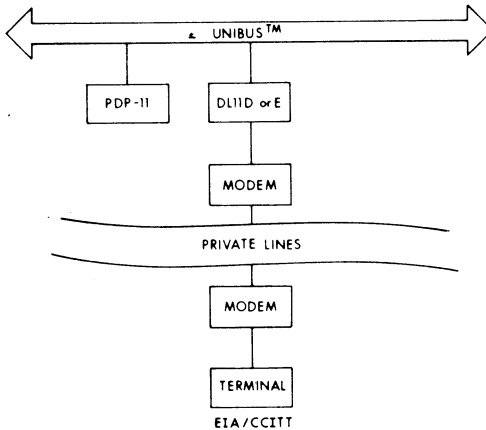 UNIBUS™
PDP-11
DL11D or E
MODEM
PRIVATE LINES
MODEM
TERMINAL
EIA/CCITT